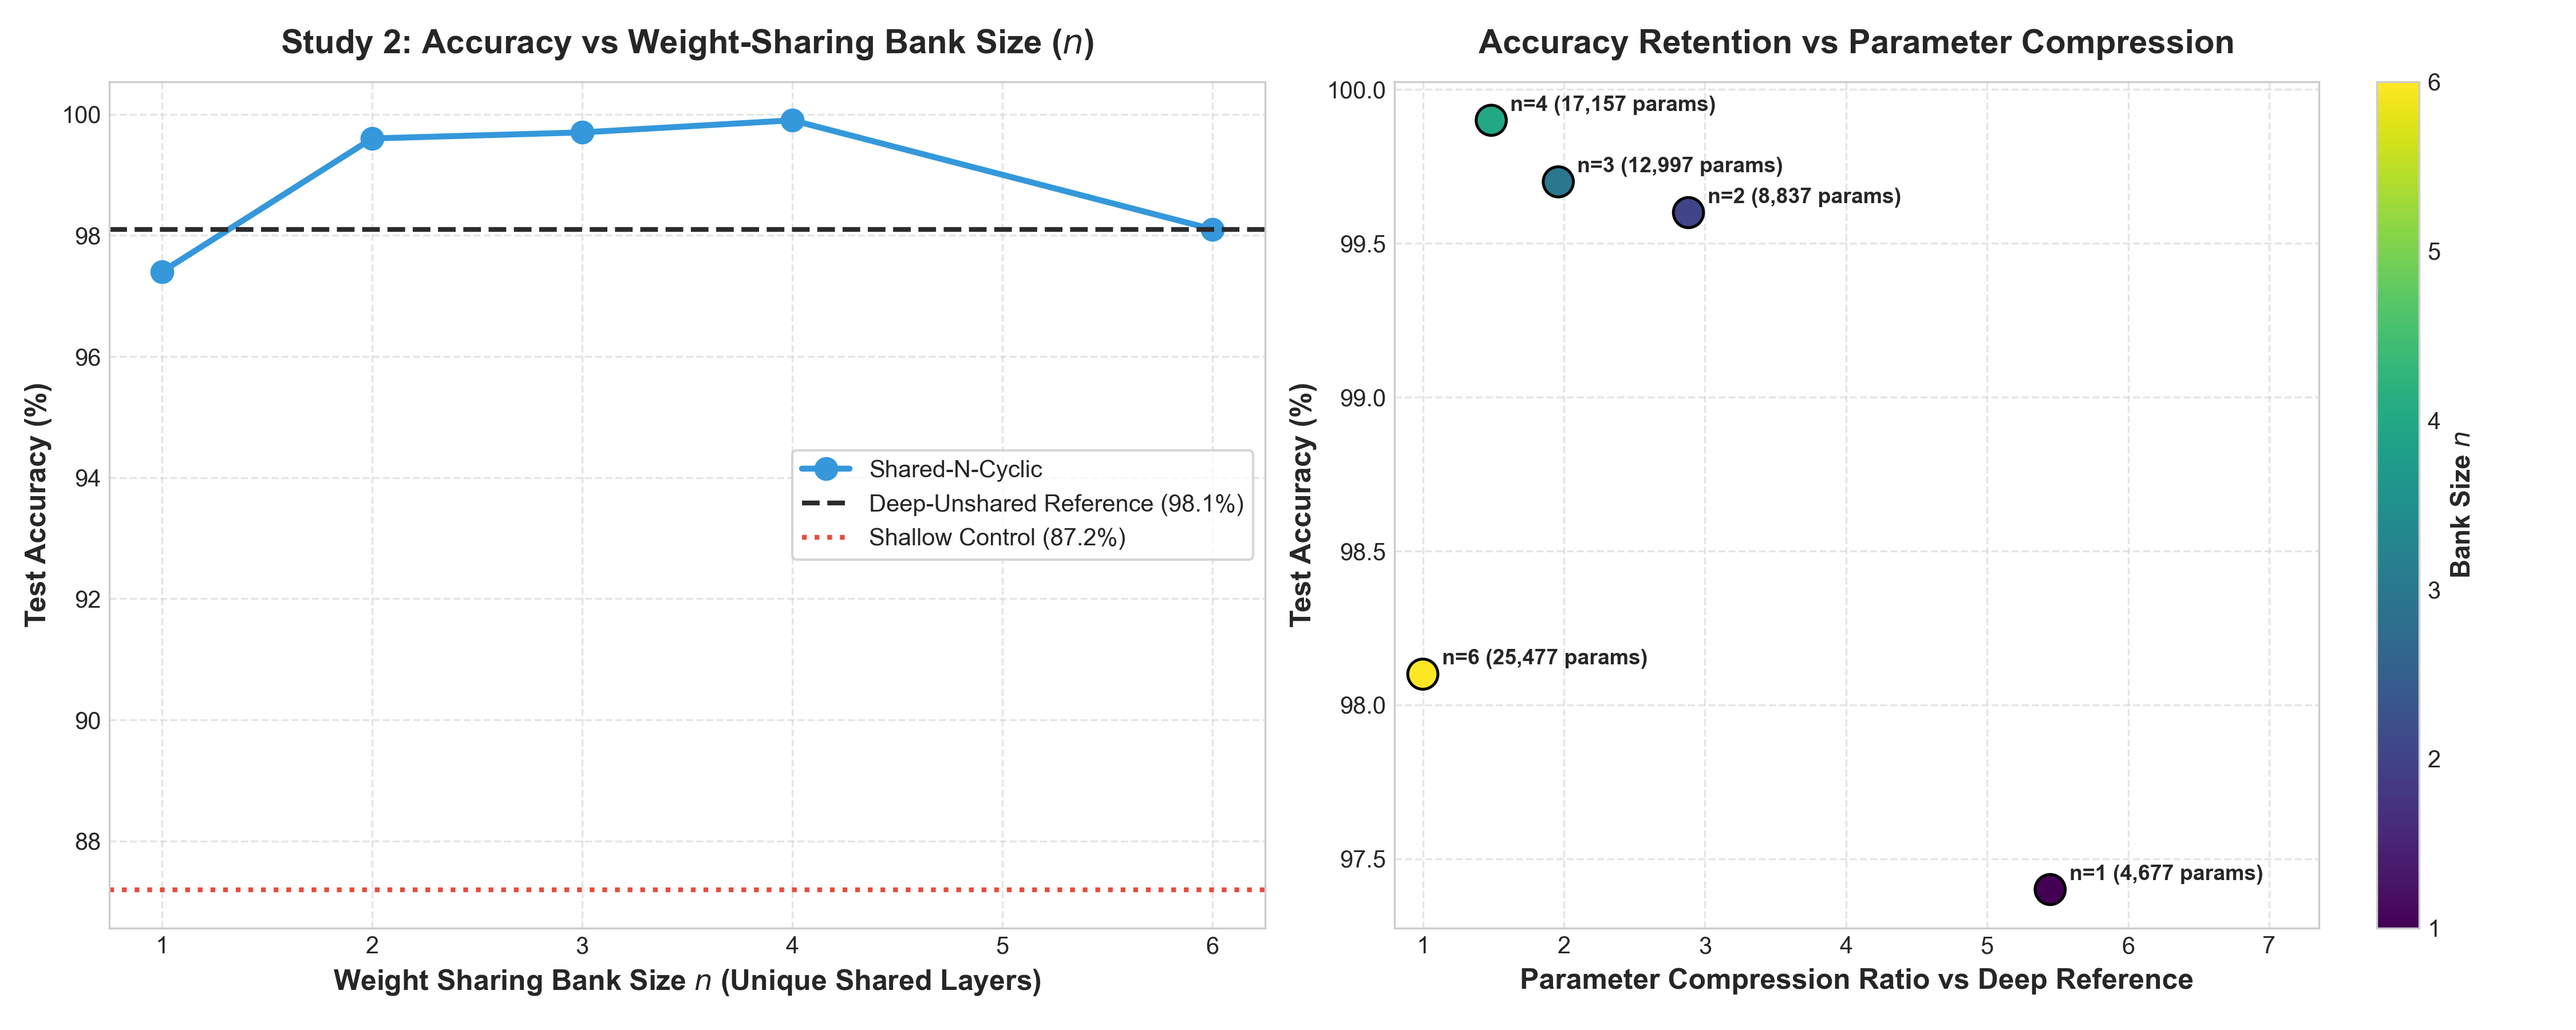 Study 2: Accuracy vs Weight-Sharing Bank Size (n)
Test Accuracy (%)
100
98
96
94
92
90
88
Shared-N-Cyclic
Deep-Unshared Reference (98.1%)
Shallow Control (87.2%)
1 2 3 4 5 6
Weight Sharing Bank Size n (Unique Shared Layers)
Accuracy Retention vs Parameter Compression
Test Accuracy (%)
100.0
99.5
99.0
98.5
98.0
97.5
n=4 (17,157 params)
n=3 (12,997 params)
n=2 (8,837 params)
n=6 (25,477 params)
n=1 (4,677 params)
1 2 3 4 5 6 7
Parameter Compression Ratio vs Deep Reference
6
5
4
3
2
1
Bank Size n